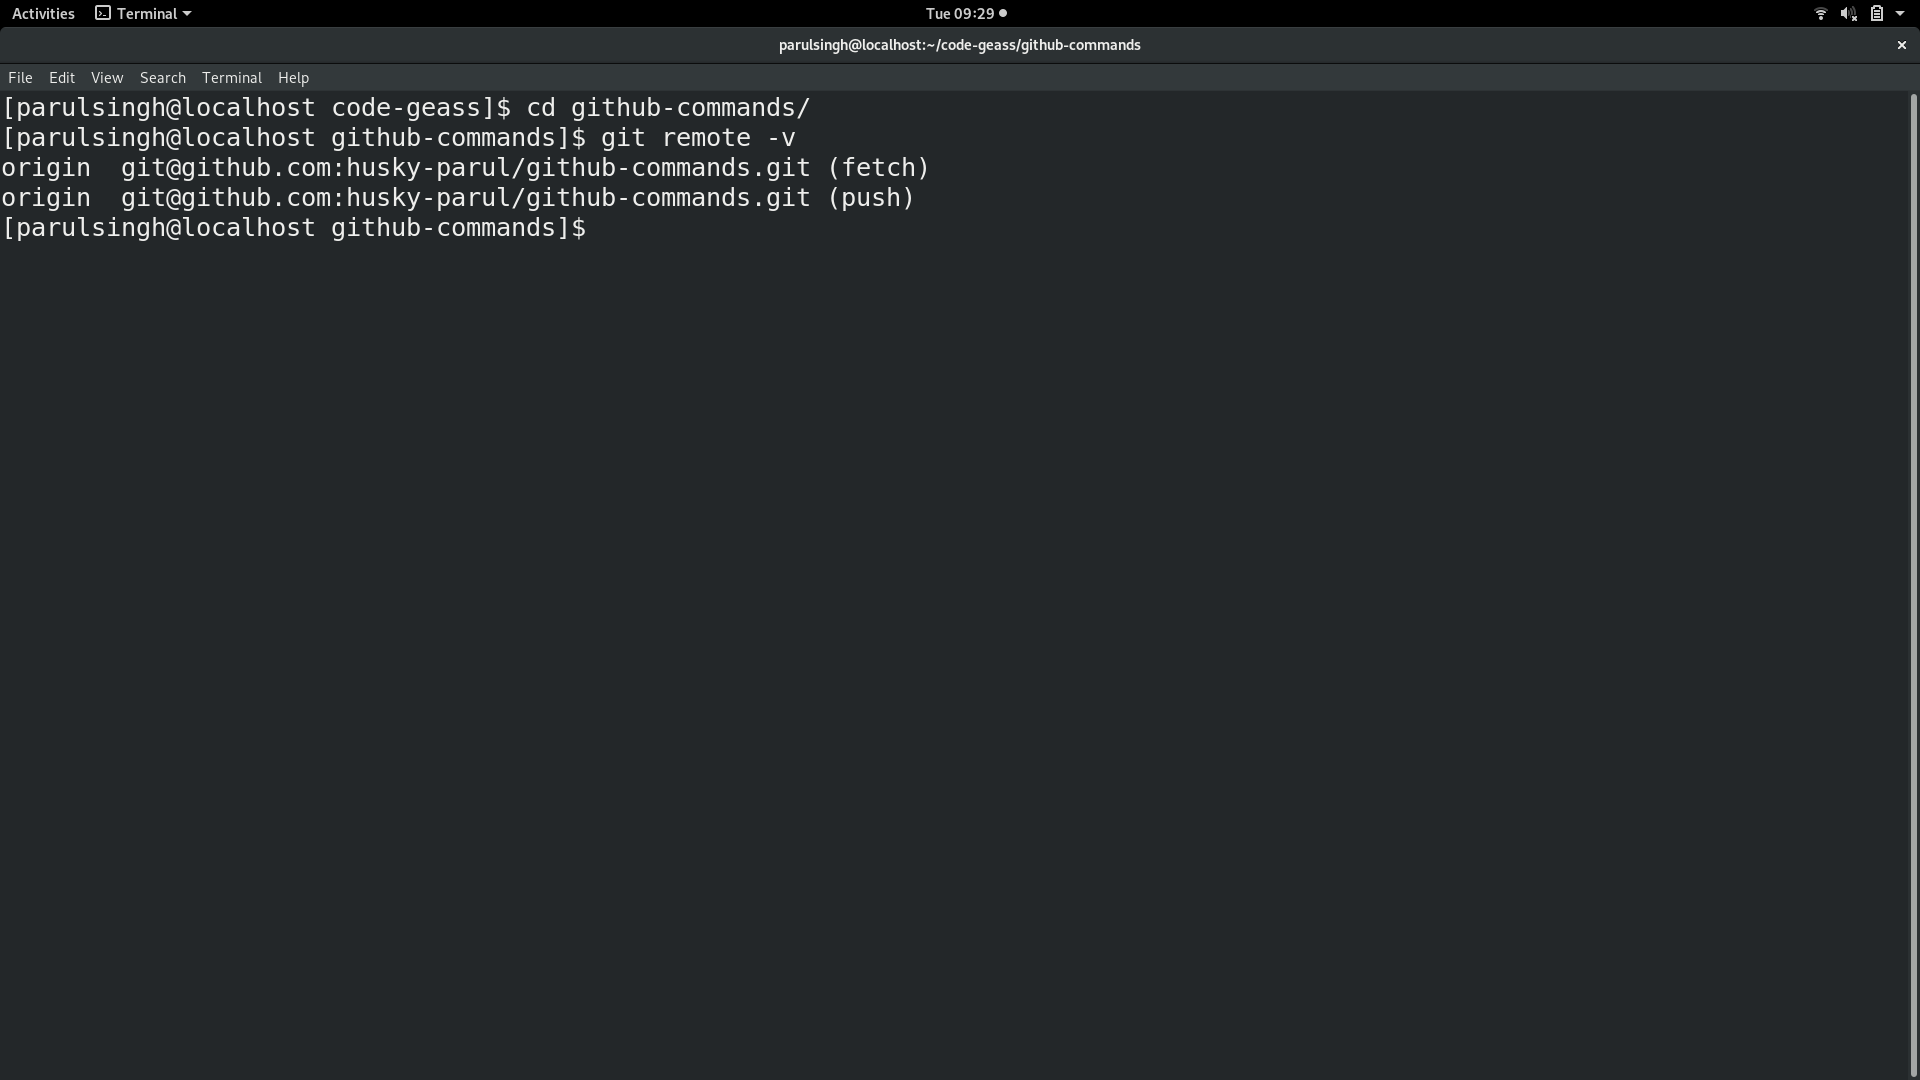 Activities Terminal Tue 09:29
parulsingh@localhost:~/code-geass/github-commands
File Edit View Search Terminal Help
[parulsingh@localhost code-geass]$ cd github-commands/
[parulsingh@localhost github-commands]$ git remote -v
origin  git@github.com:husky-parul/github-commands.git (fetch)
origin  git@github.com:husky-parul/github-commands.git (push)
[parulsingh@localhost github-commands]$